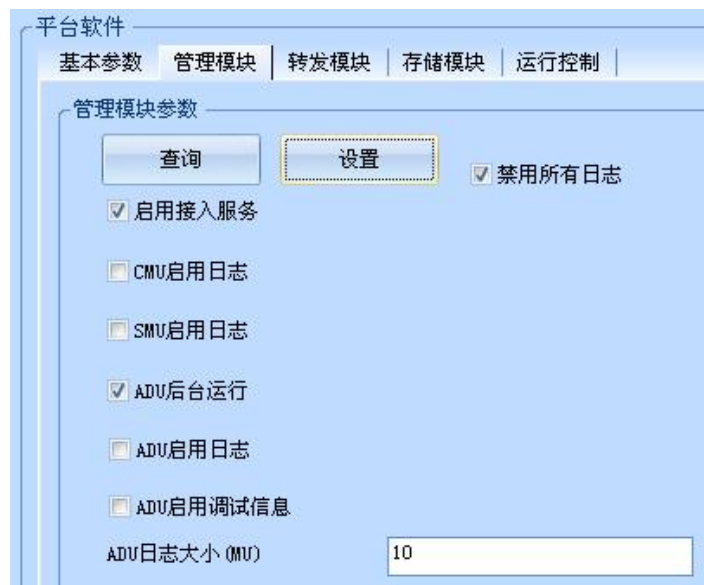 平台软件
基本参数 管理模块 转发模块 存储模块 运行控制
管理模块参数
查询 设置 禁用所有日志
启用接入服务
CMU启用日志
SMU启用日志
ADU后台运行
ADU启用日志
ADU启用调试信息
ADU日志大小(MU) 10